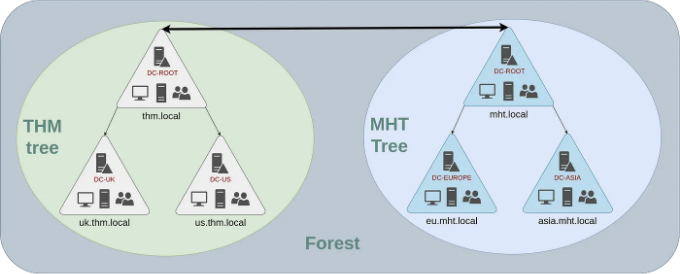 DC-ROOT
thm.local
THM
tree
DC-UK
uk.thm.local
DC-US
us.thm.local
DC-ROOT
mht.local
MHT
Tree
DC-EUROPE
eu.mht.local
DC-ASIA
asia.mht.local
Forest